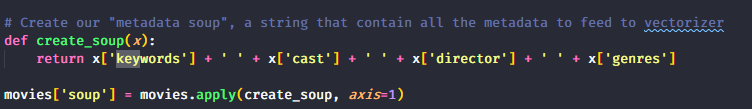 # Create our "metadata soup", a string that contain all the metadata to feed to vectorizer
def create_soup(x):
    return x['keywords'] + ' ' + x['cast'] + ' ' + x['director'] + ' ' + x['genres']
movies['soup'] = movies.apply(create_soup, axis=1)